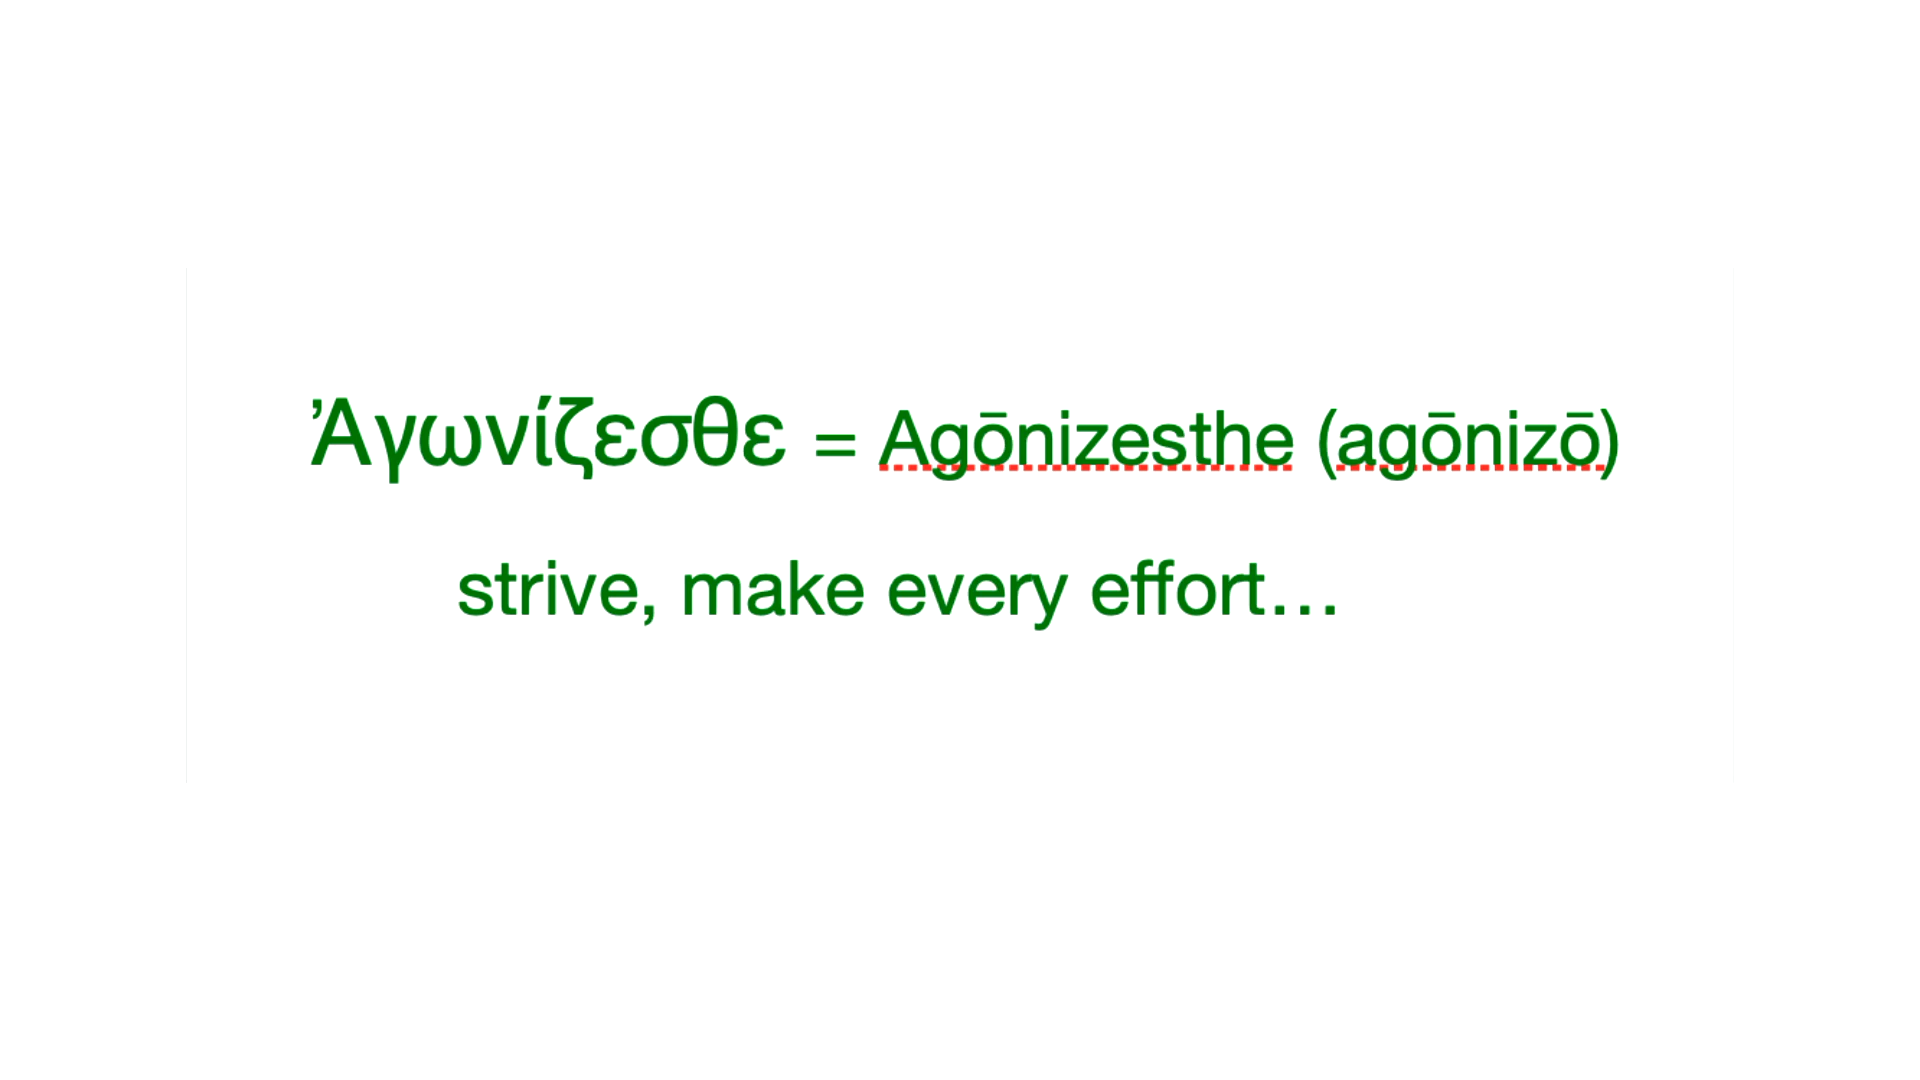 Ἀγωνίζεσθε = Agōnizesthe (agōnizō)
strive, make every effort…